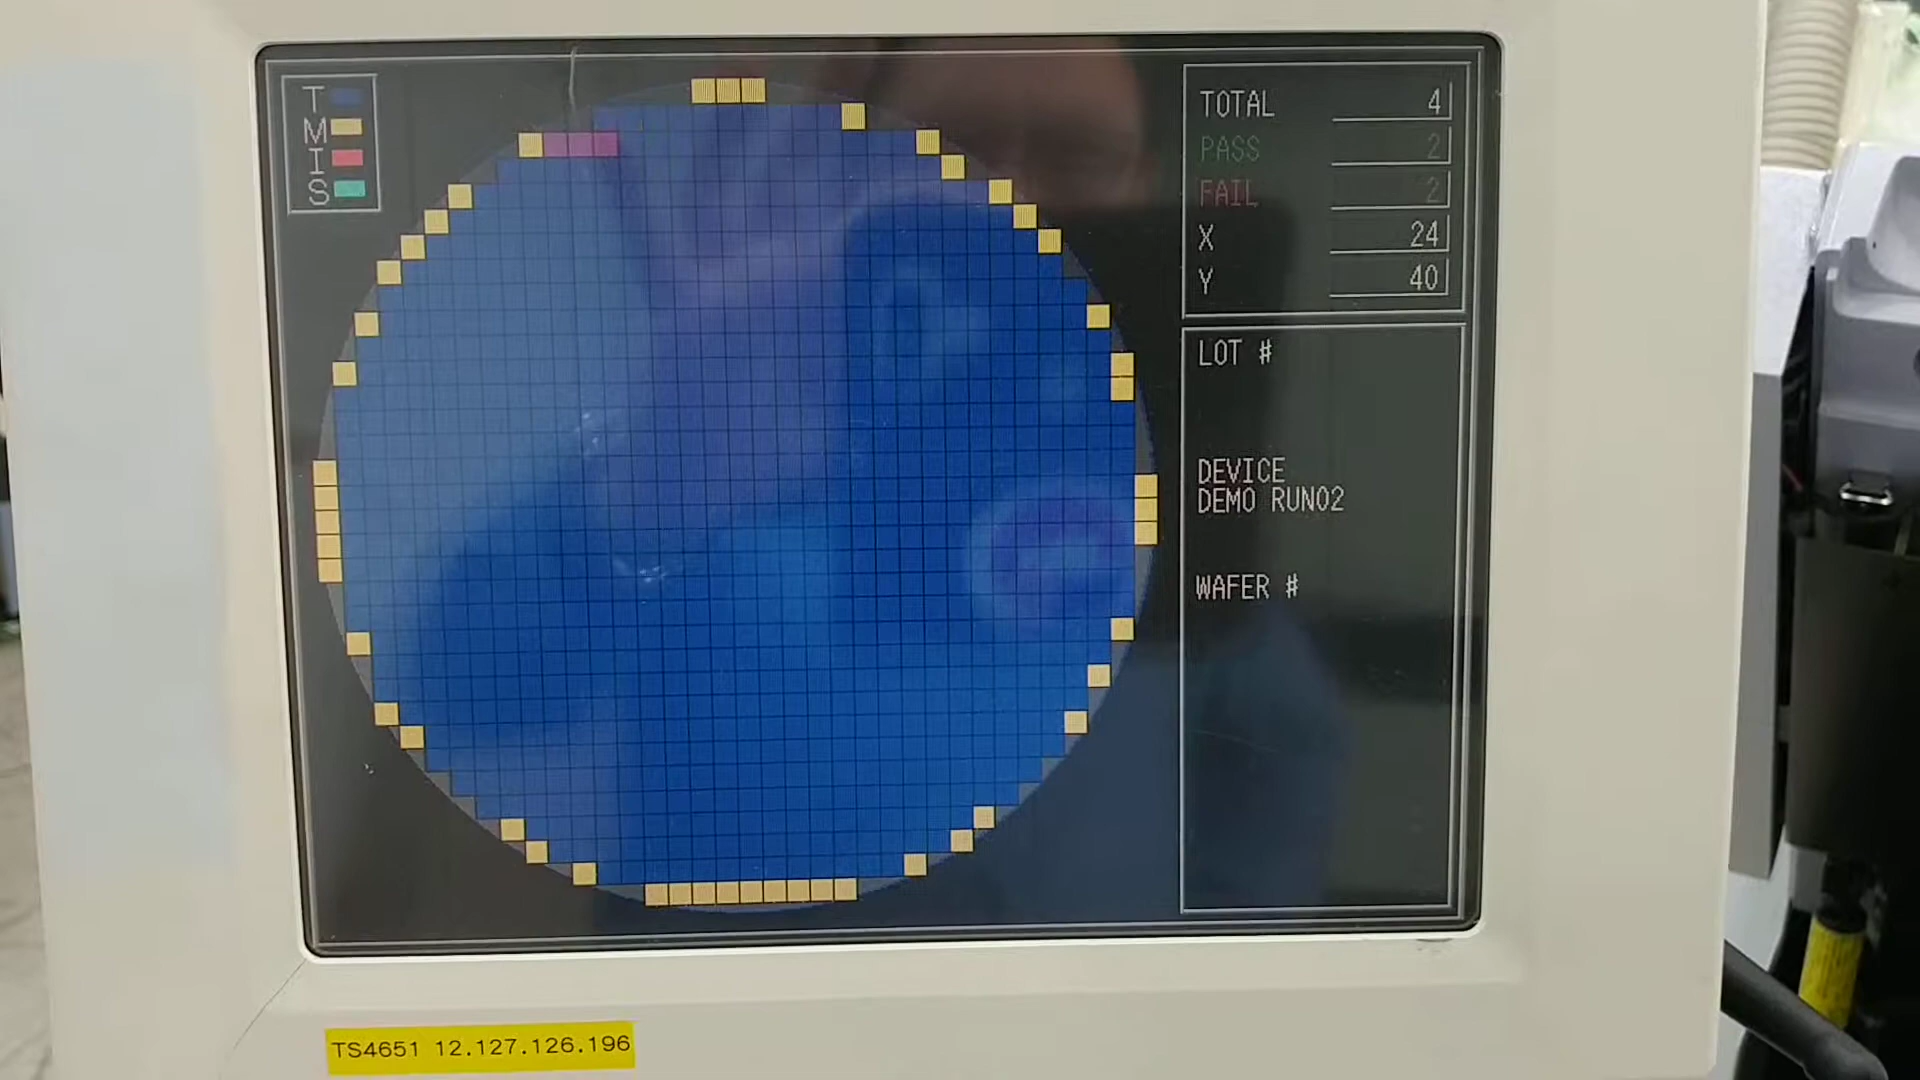 T
M
I
S
TOTAL 4
PASS 2
FAIL 2
X 24
Y 40
LOT #
DEVICE
DEMO RUN02
WAFER #
TS4651 12.127.126.196